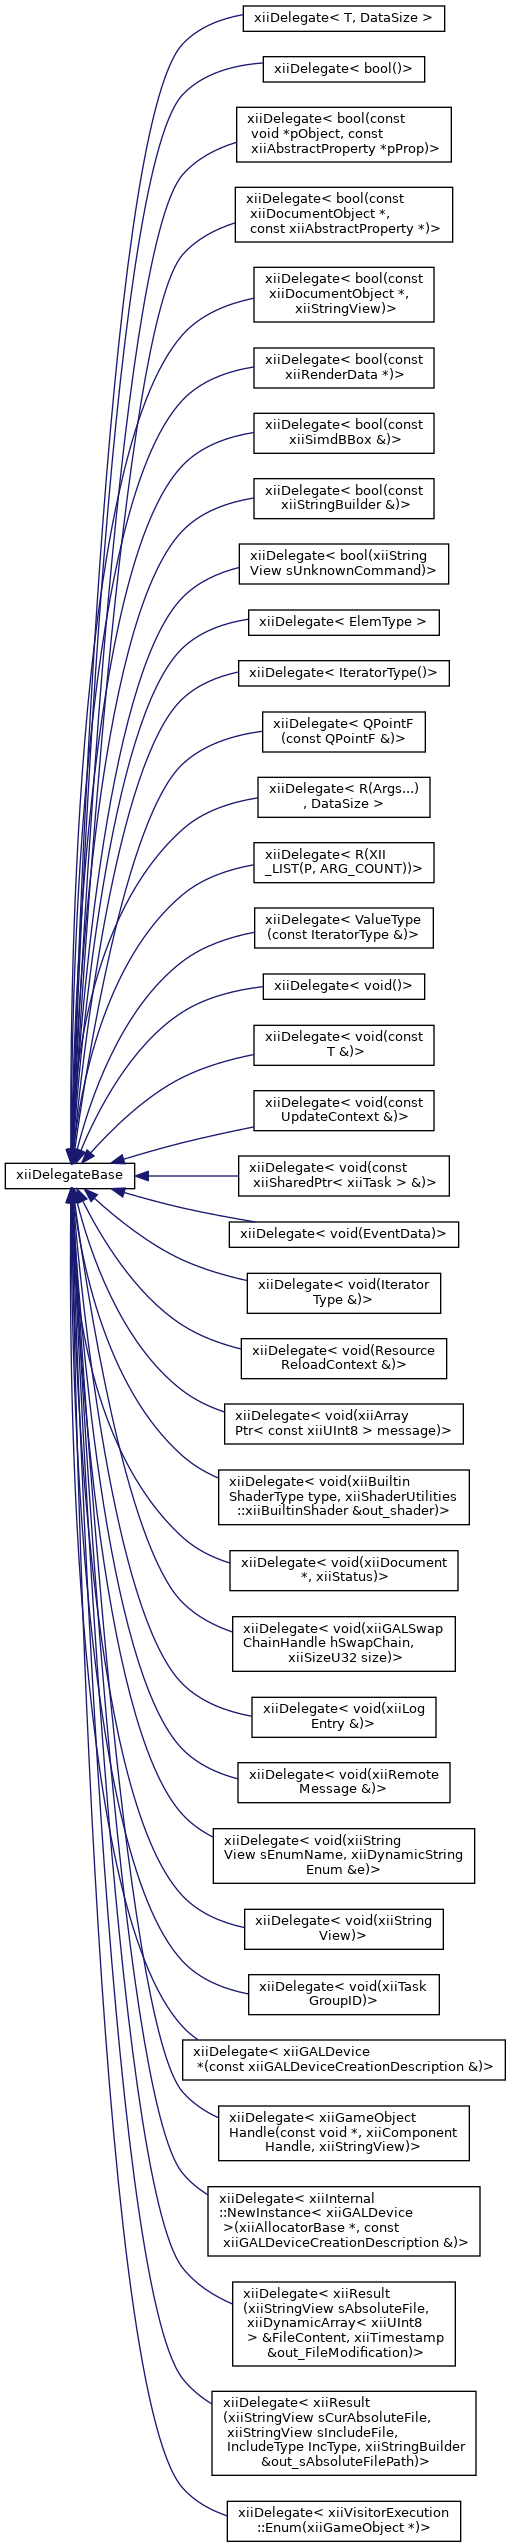 xiiDelegate< T, DataSize >
xiiDelegate< bool()>
xiiDelegate< bool(const
void *pObject, const
xiiAbstractProperty *pProp)>
xiiDelegate< bool(const
xiiDocumentObject *,
const xiiAbstractProperty *)>
xiiDelegate< bool(const
xiiDocumentObject *,
xiiStringView)>
xiiDelegate< bool(const
xiiRenderData *)>
xiiDelegate< bool(const
xiiSimdBBox &)>
xiiDelegate< bool(const
xiiStringBuilder &)>
xiiDelegate< bool(xiiString
View sUnknownCommand)>
xiiDelegate< ElemType >
xiiDelegate< IteratorType()>
xiiDelegate< QPointF
(const QPointF &)>
xiiDelegate< R(Args...)
, DataSize >
xiiDelegate< R(XII
_LIST(P, ARG_COUNT))>
xiiDelegate< ValueType
(const IteratorType &)>
xiiDelegate< void()>
xiiDelegate< void(const
T &)>
xiiDelegate< void(const
UpdateContext &)>
xiiDelegateBase
xiiDelegate< void(const
xiiSharedPtr< xiiTask > &)>
xiiDelegate< void(EventData)>
xiiDelegate< void(Iterator
Type &)>
xiiDelegate< void(Resource
ReloadContext &)>
xiiDelegate< void(xiiArray
Ptr< const xiiUInt8 > message)>
xiiDelegate< void(xiiBuiltin
ShaderType type, xiiShaderUtilities
::xiiBuiltinShader &out_shader)>
xiiDelegate< void(xiiDocument
*, xiiStatus)>
xiiDelegate< void(xiiGALSwap
ChainHandle hSwapChain,
xiiSizeU32 size)>
xiiDelegate< void(xiiLog
Entry &)>
xiiDelegate< void(xiiRemote
Message &)>
xiiDelegate< void(xiiString
View sEnumName, xiiDynamicString
Enum &e)>
xiiDelegate< void(xiiString
View)>
xiiDelegate< void(xiiTask
GroupID)>
xiiDelegate< xiiGALDevice
*(const xiiGALDeviceCreationDescription &)>
xiiDelegate< xiiGameObject
Handle(const void *, xiiComponent
Handle, xiiStringView)>
xiiDelegate< xiiInternal
::NewInstance< xiiGALDevice
>(xiiAllocatorBase *, const
xiiGALDeviceCreationDescription &)>
xiiDelegate< xiiResult
(xiiStringView sAbsoluteFile,
xiiDynamicArray< xiiUInt8
> &FileContent, xiiTimestamp
&out_FileModification)>
xiiDelegate< xiiResult
(xiiStringView sCurAbsoluteFile,
xiiStringView sIncludeFile,
IncludeType IncType, xiiStringBuilder
&out_sAbsoluteFilePath)>
xiiDelegate< xiiVisitorExecution
::Enum(xiiGameObject *)>